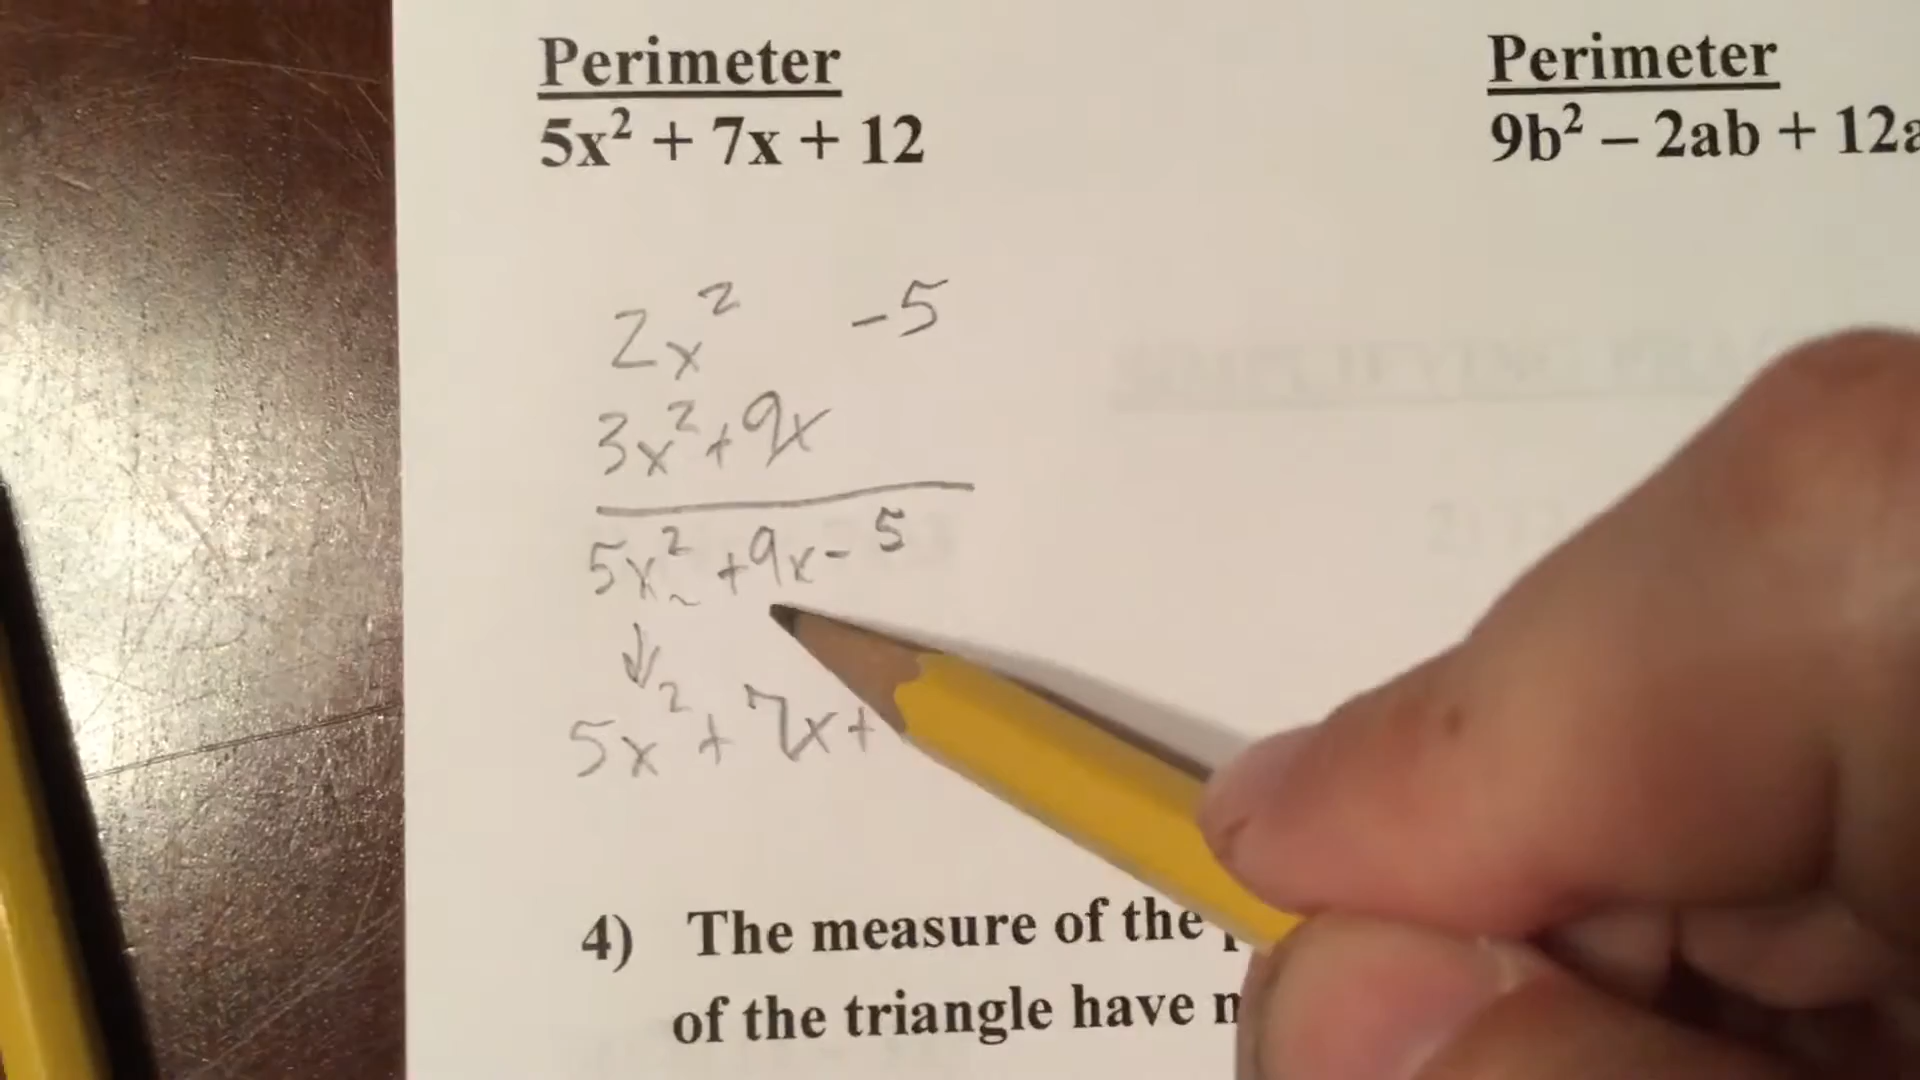 Perimeter
5x² + 7x + 12
Perimeter
9b² – 2ab + 12a
2x² -5
3x²+9x
5x² +9x- 5
5x²+ 7x+
4) The measure of the
of the triangle have